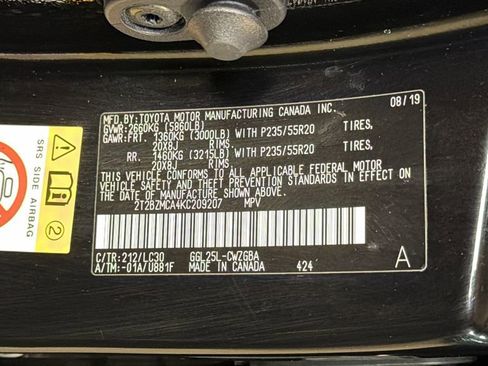 MFD. BY: TOYOTA MOTOR MANUFACTURING CANADA INC. 08/19
GVWR: 2660KG (5860LB)
GAWR: FRT. 1360KG (3000LB) WITH P235/55R20 TIRES,
20X8J RIMS,
RR. 1460KG (3215LB) WITH P235/55R20 TIRES,
20X8J RIMS,
THIS VEHICLE CONFORMS TO ALL APPLICABLE FEDERAL MOTOR
VEHICLE SAFETY AND THEFT PREVENTION STANDARDS IN EFFECT ON
THE DATE OF MANUFACTURE SHOWN ABOVE.
2T2BZMCA4KC209207 MPV
C/TR: 212/LC30 GGL25L-CWZGBA
A/TM: -01A/U881F MADE IN CANADA 424 A
SRS SIDE AIRBAG
2